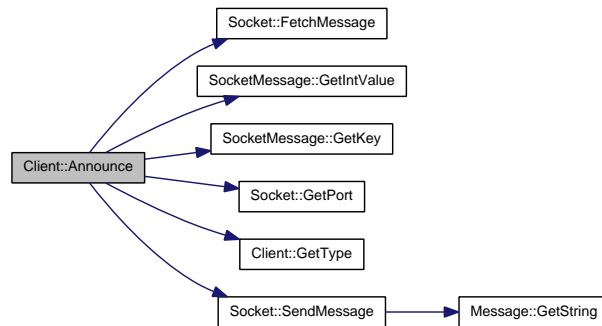 Socket::FetchMessage
SocketMessage::GetIntValue
SocketMessage::GetKey
Client::Announce
Socket::GetPort
Client::GetType
Socket::SendMessage
Message::GetString